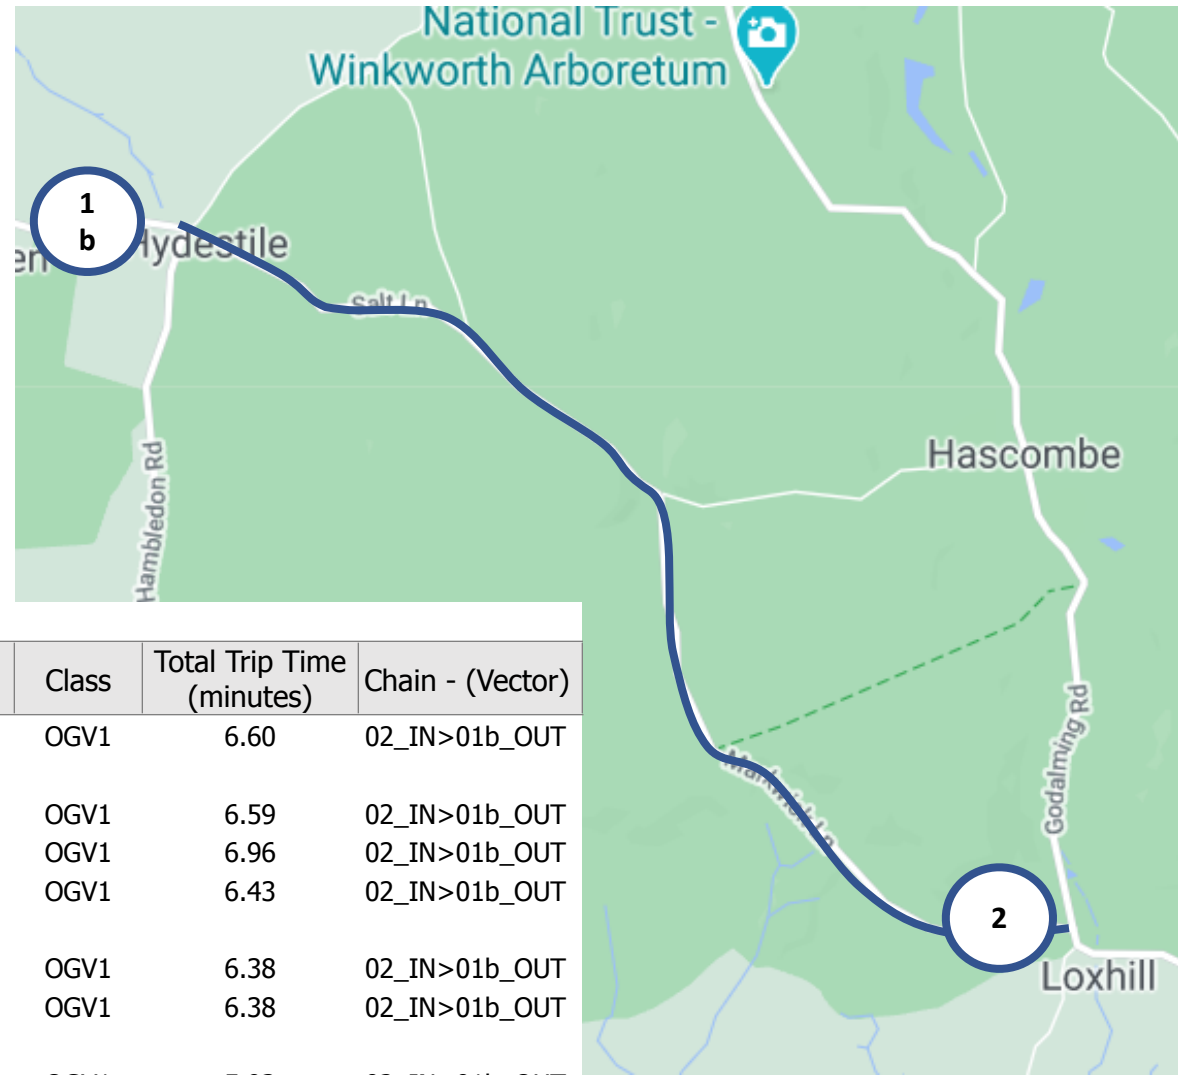 National Trust -
Winkworth Arboretum
1
b
Hydestile
Salt Ln
Hascombe
Hambledon Rd
Godalming Rd
Markwick Ln
2
Loxhill
Class Total Trip Time (minutes) Chain - (Vector)
OGV1 6.60 02_IN>01b_OUT
OGV1 6.59 02_IN>01b_OUT
OGV1 6.96 02_IN>01b_OUT
OGV1 6.43 02_IN>01b_OUT
OGV1 6.38 02_IN>01b_OUT
OGV1 6.38 02_IN>01b_OUT